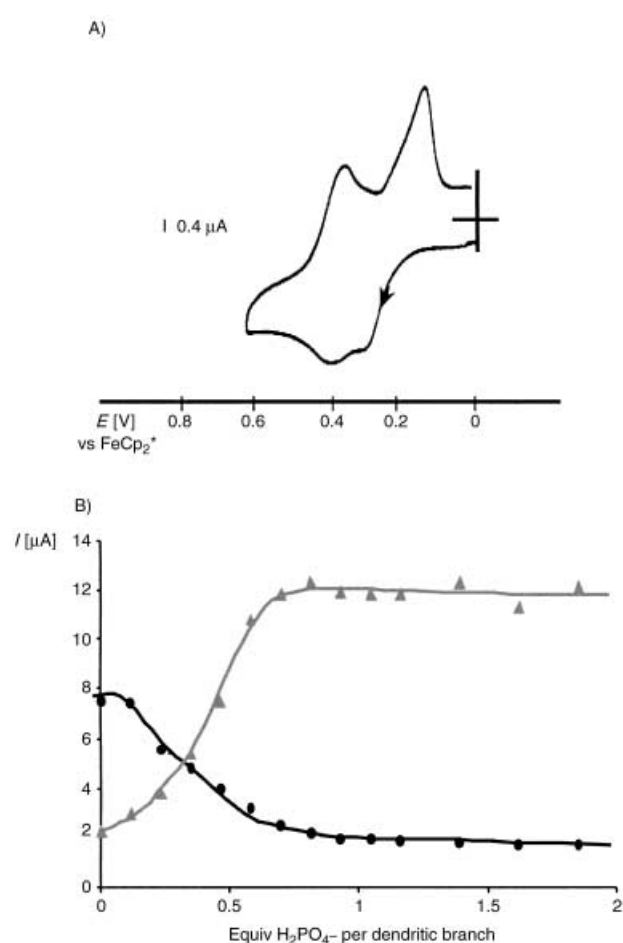 A)
I 0.4 μA
E [V] 0.8 0.6 0.4 0.2 0
vs FeCp₂*
B)
I [μA]
14
12
10
8
6
4
2
0
0 0.5 1 1.5 2
Equiv H₂PO₄– per dendritic branch